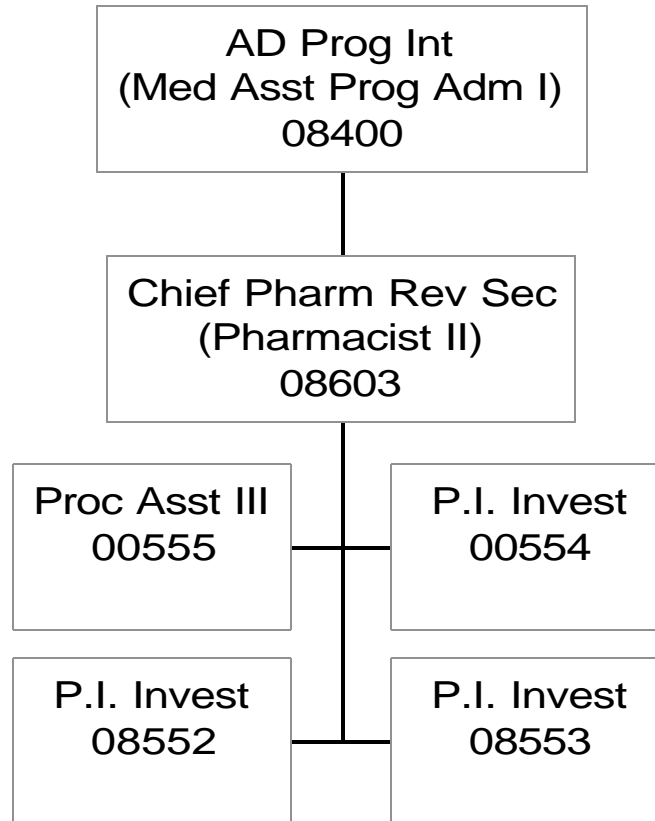 AD Prog Int
(Med Asst Prog Adm I)
08400
Chief Pharm Rev Sec
(Pharmacist II)
08603
Proc Asst III
00555
P.I. Invest
00554
P.I. Invest
08552
P.I. Invest
08553